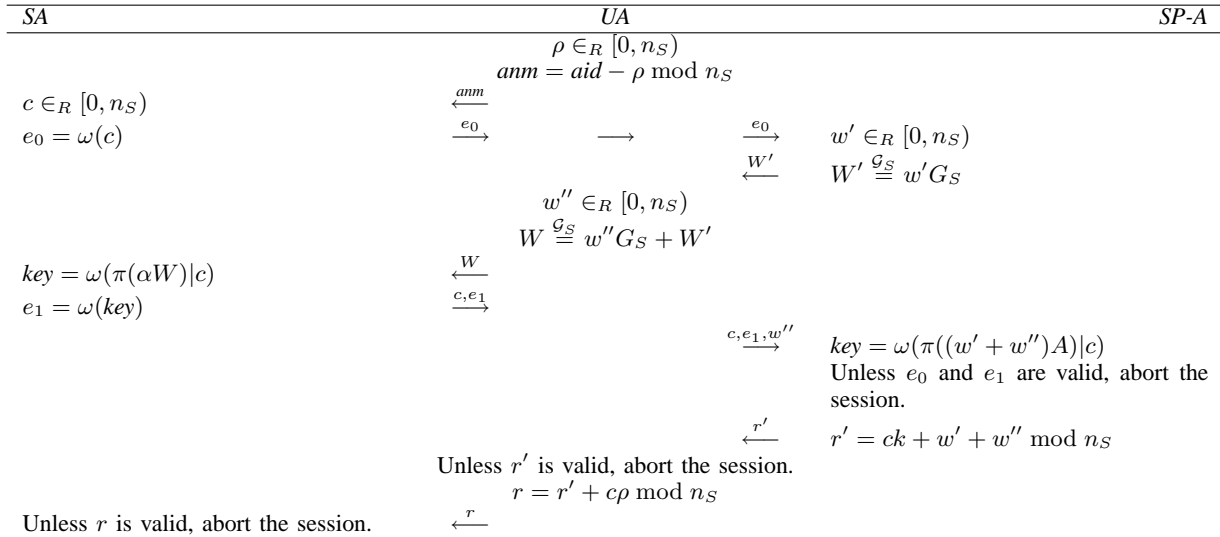 SA UA SP-A
ρ ∈_R [0, n_S)
anm = aid − ρ mod n_S
c ∈_R [0, n_S) ←^{anm}
e_0 = ω(c) →^{e_0} → →^{e_0} w′ ∈_R [0, n_S)
←^{W′} W′ =^{𝒢_S} w′G_S
w″ ∈_R [0, n_S)
W =^{𝒢_S} w″G_S + W′
key = ω(π(αW)|c) ←^{W}
e_1 = ω(key) →^{c,e_1}
→^{c,e_1,w″} key = ω(π((w′ + w″)A)|c)
Unless e_0 and e_1 are valid, abort the
session.
←^{r′} r′ = ck + w′ + w″ mod n_S
Unless r′ is valid, abort the session.
r = r′ + cρ mod n_S
Unless r is valid, abort the session. ←^{r}